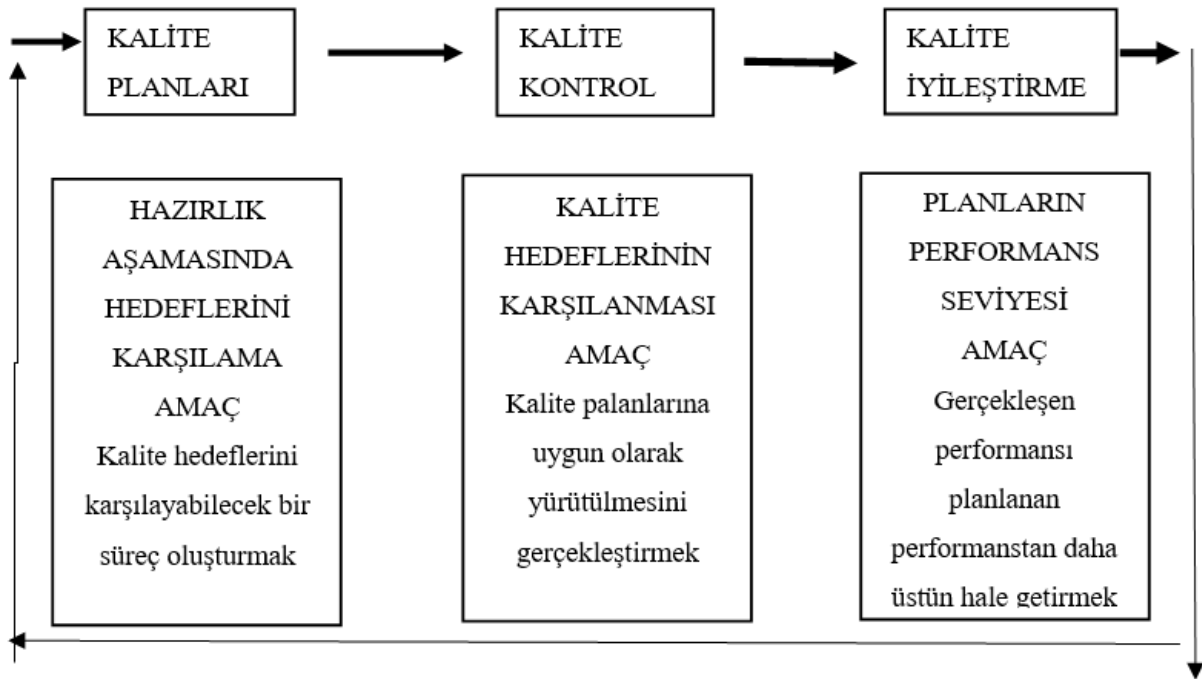 KALİTE
PLANLARI
KALİTE
KONTROL
KALİTE
İYİLEŞTİRME
HAZIRLIK
AŞAMASINDA
HEDEFLERİNİ
KARŞILAMA
AMAÇ
Kalite hedeflerini
karşılayabilecek bir
süreç oluşturmak
KALİTE
HEDEFLERİNİN
KARŞILANMASI
AMAÇ
Kalite palanlarına
uygun olarak
yürütülmesini
gerçekleştirmek
PLANLARIN
PERFORMANS
SEVİYESİ
AMAÇ
Gerçekleşen
performansı
planlanan
performanstan daha
üstün hale getirmek